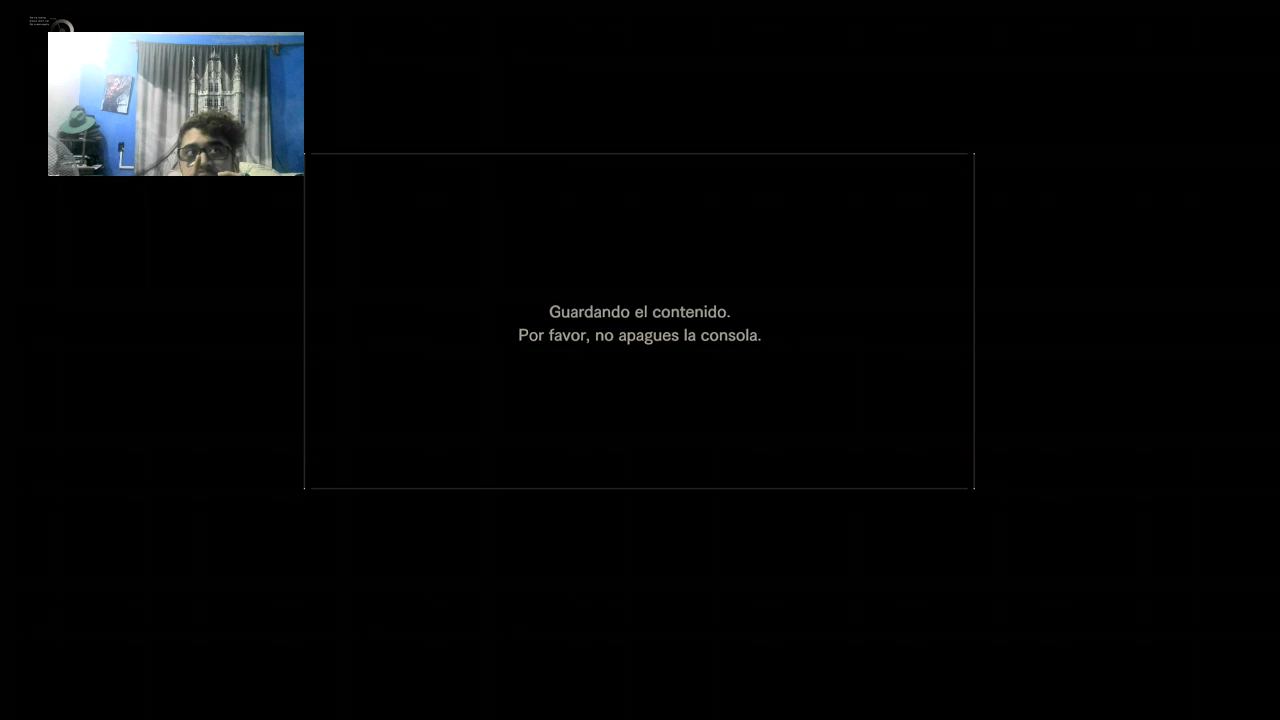 Guardando el contenido.
Por favor, no apagues la consola.